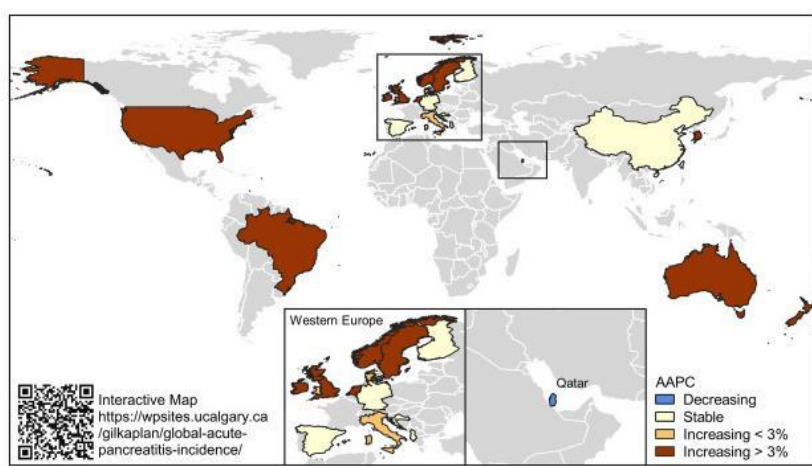 Western Europe
Qatar
Interactive Map
https://wpsites.ucalgary.ca
/gilkaplan/global-acute-
pancreatitis-incidence/
AAPC
Decreasing
Stable
Increasing < 3%
Increasing > 3%